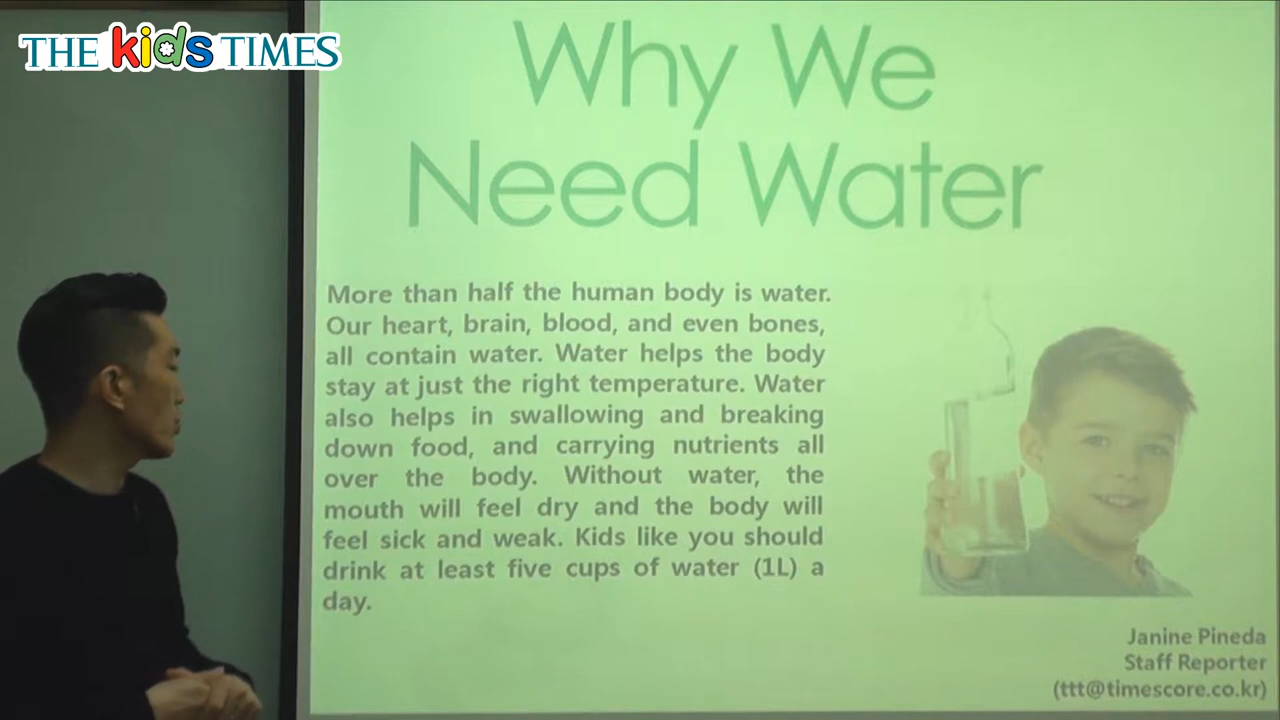 THE kids TIMES
Why We
Need Water
More than half the human body is water.
Our heart, brain, blood, and even bones,
all contain water. Water helps the body
stay at just the right temperature. Water
also helps in swallowing and breaking
down food, and carrying nutrients all
over the body. Without water, the
mouth will feel dry and the body will
feel sick and weak. Kids like you should
drink at least five cups of water (1L) a
day.
Janine Pineda
Staff Reporter
(ttt@timescore.co.kr)